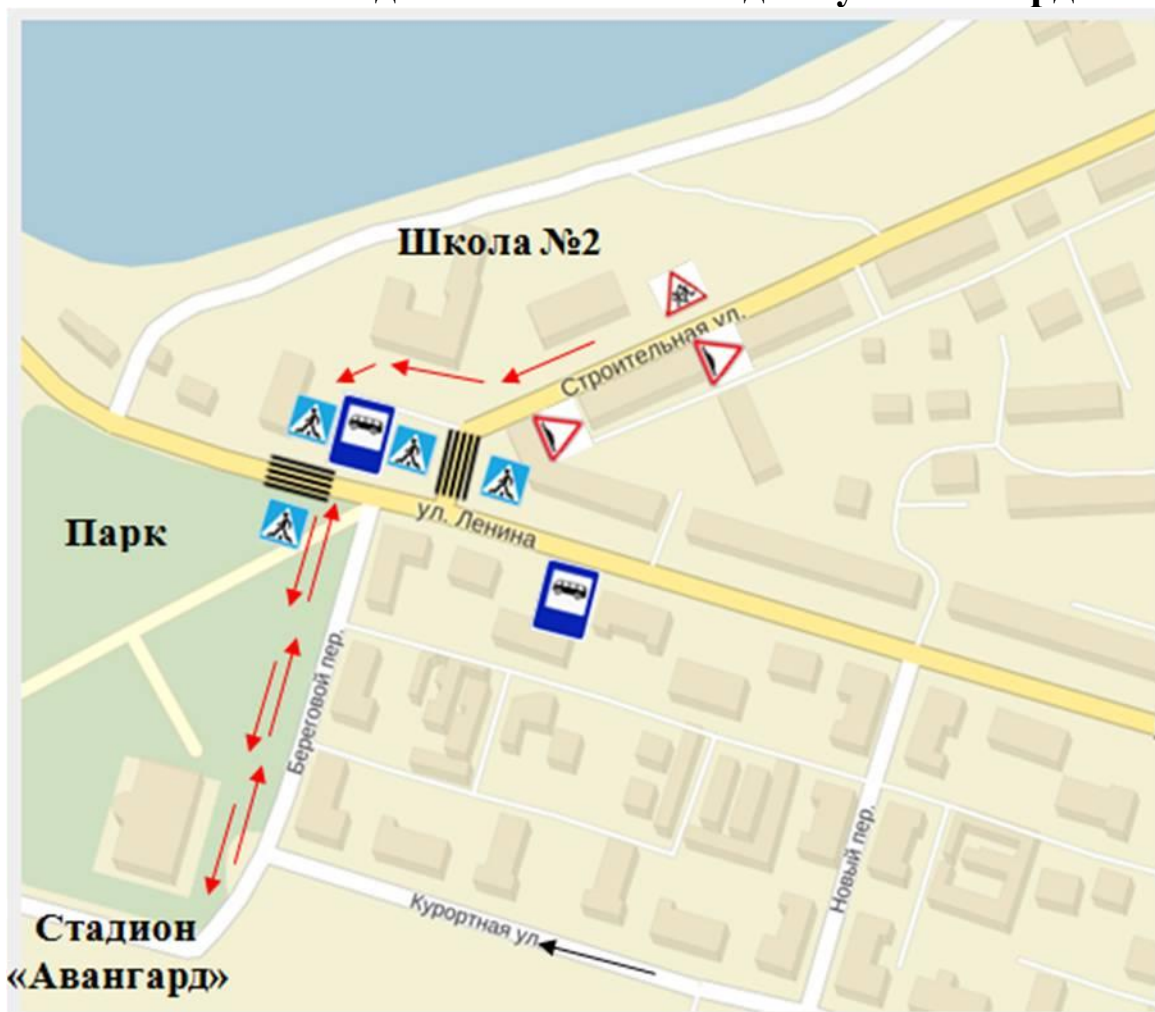 Школа №2
Строительная ул.
Парк
ул. Ленина
Береговой пер.
Новый пер.
Курортная ул.
Стадион
«Авангард»